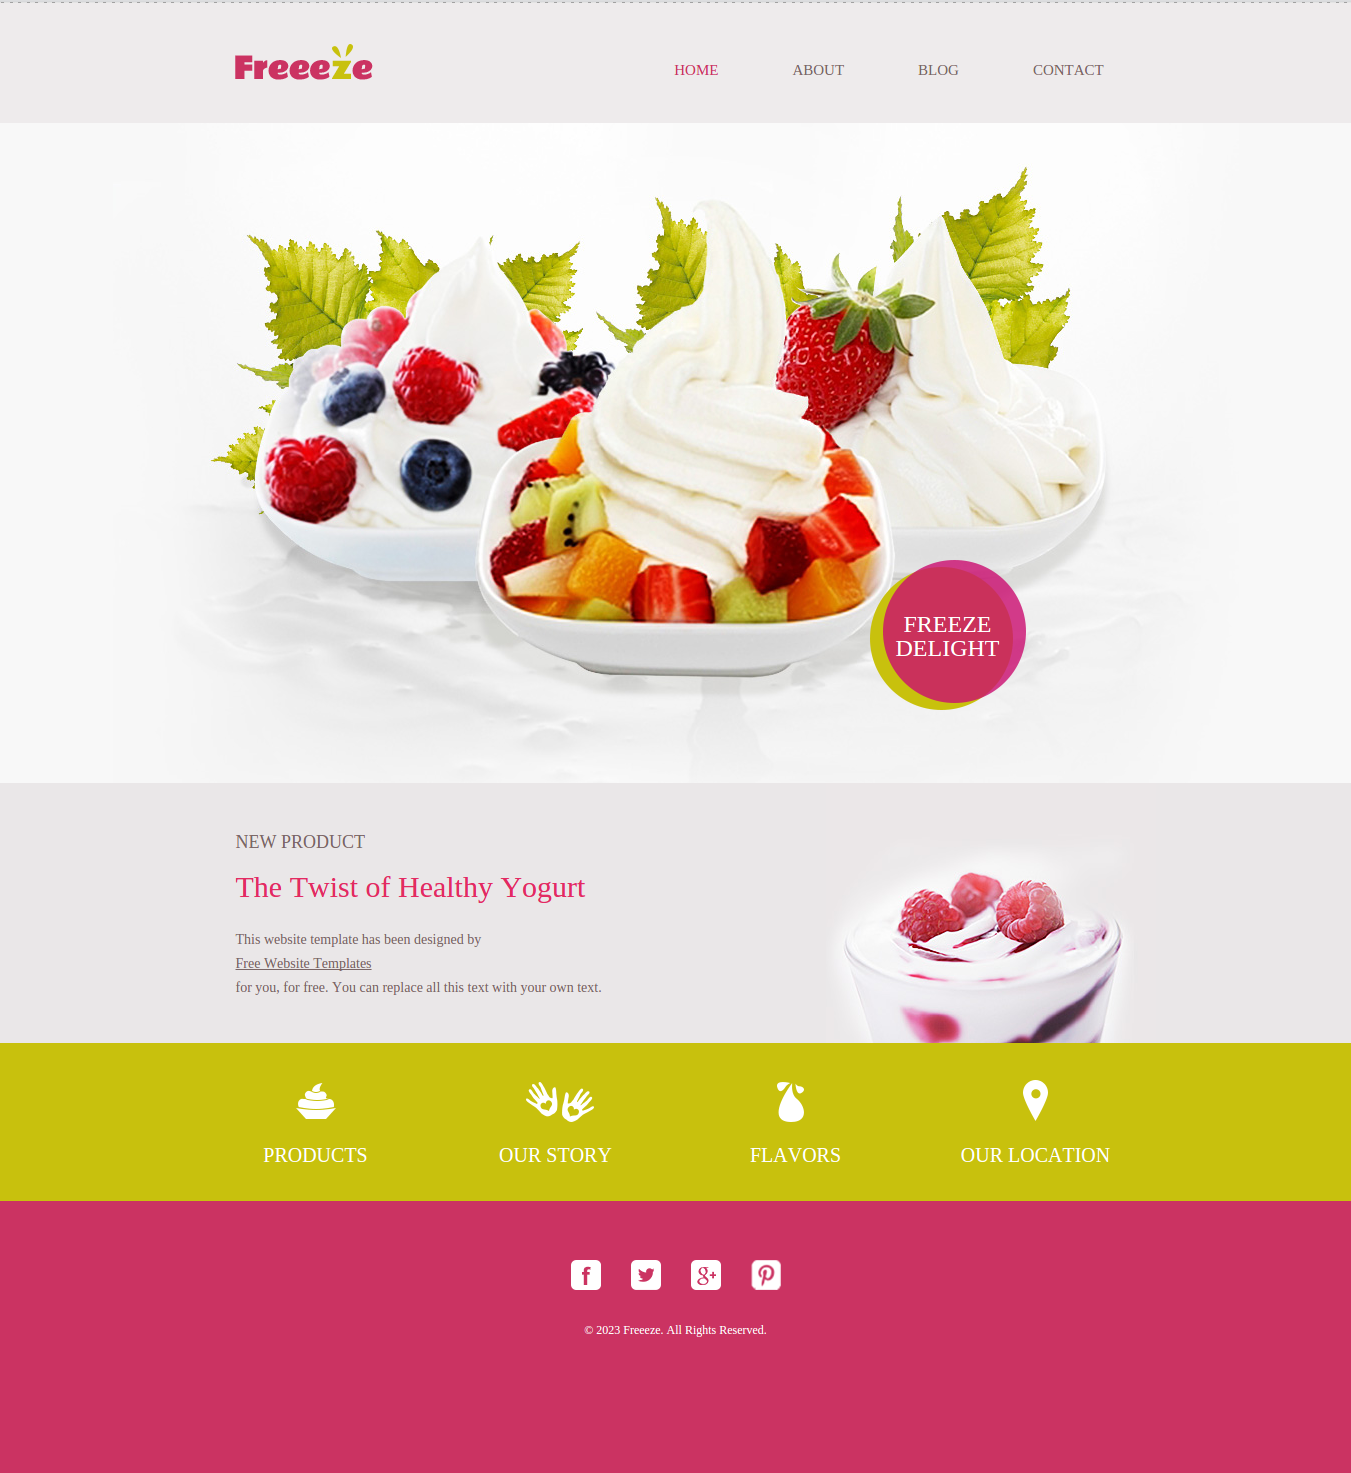 Freeeze
HOME
ABOUT
BLOG
CONTACT
FREEZE
DELIGHT
NEW PRODUCT
The Twist of Healthy Yogurt
This website template has been designed by
Free Website Templates
for you, for free. You can replace all this text with your own text.
PRODUCTS
OUR STORY
FLAVORS
OUR LOCATION
© 2023 Freeeze. All Rights Reserved.